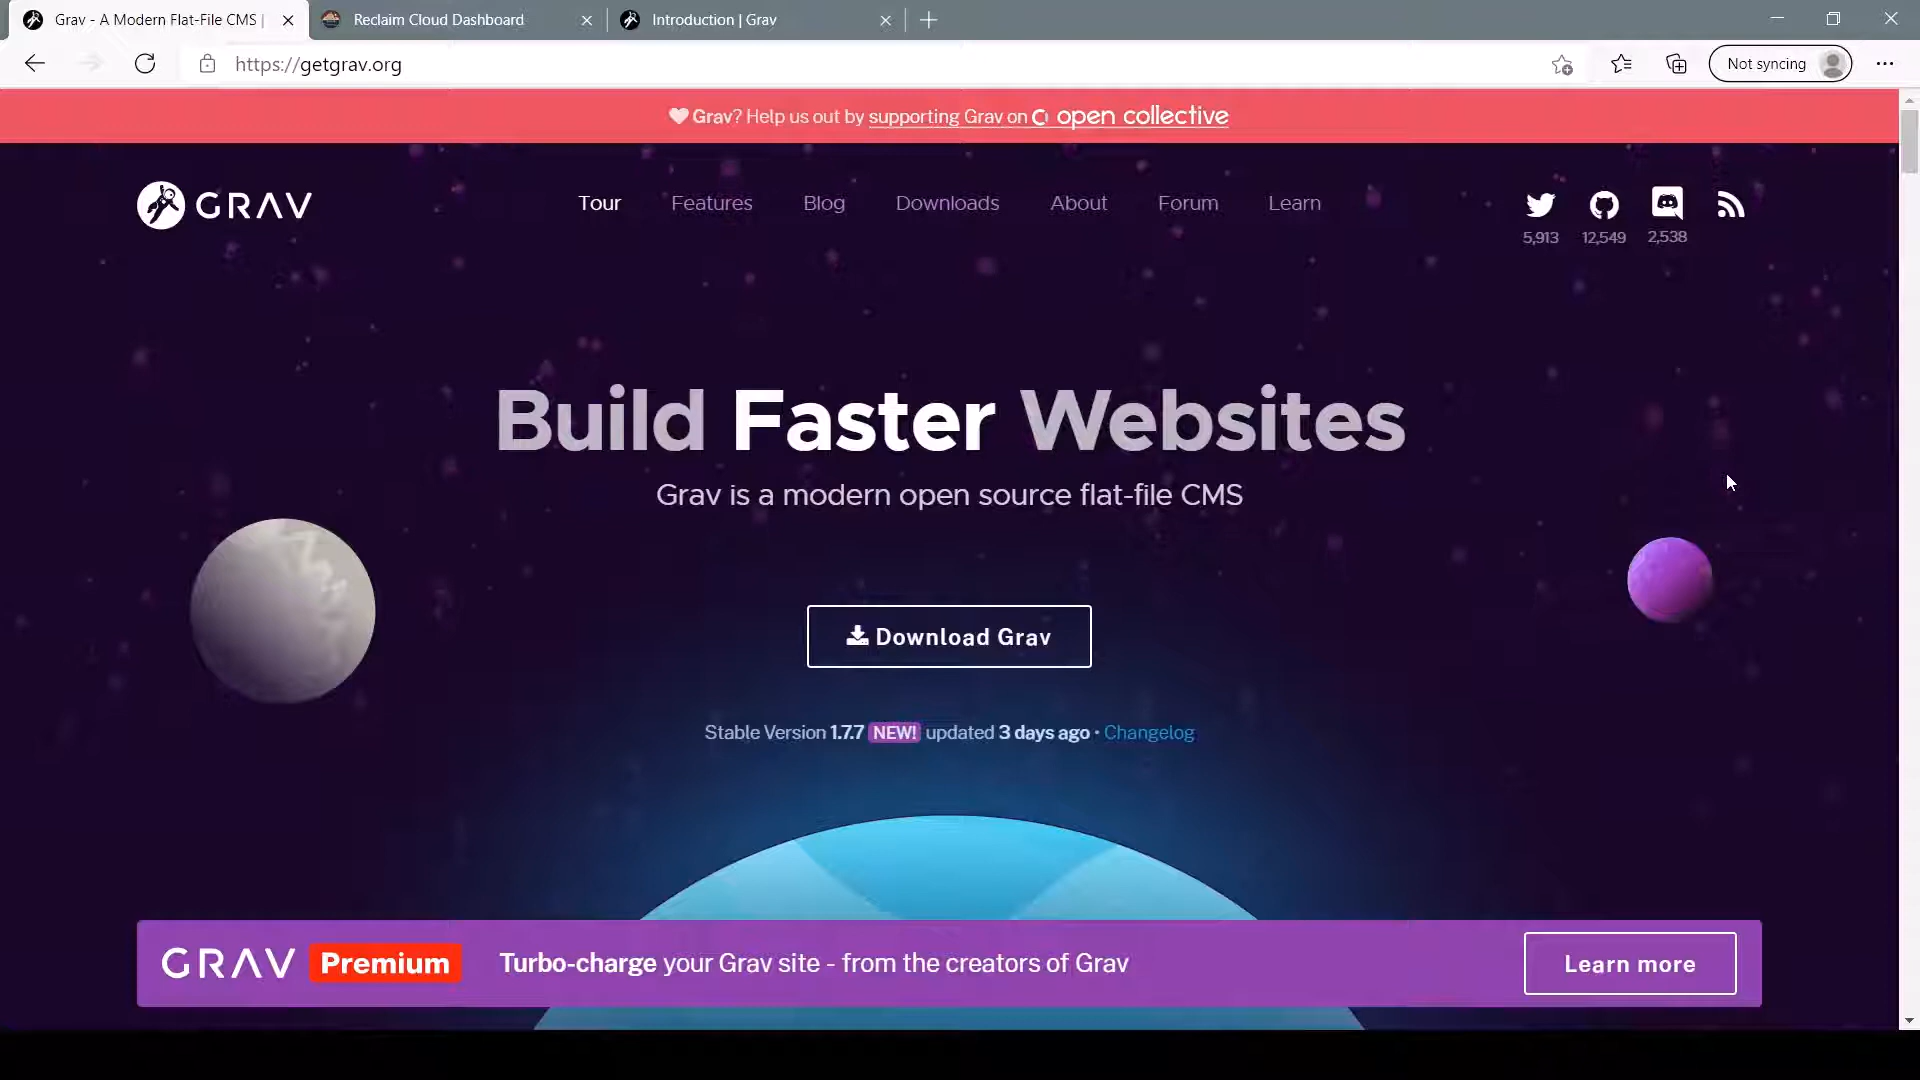 Grav - A Modern Flat-File CMS |
Reclaim Cloud Dashboard
Introduction | Grav
https://getgrav.org
Not syncing
Grav? Help us out by supporting Grav on open collective
GRAV
Tour
Features
Blog
Downloads
About
Forum
Learn
5,913
12,549
2,538
Build Faster Websites
Grav is a modern open source flat-file CMS
Download Grav
Stable Version 1.7.7 NEW! updated 3 days ago • Changelog
GRAV Premium
Turbo-charge your Grav site - from the creators of Grav
Learn more